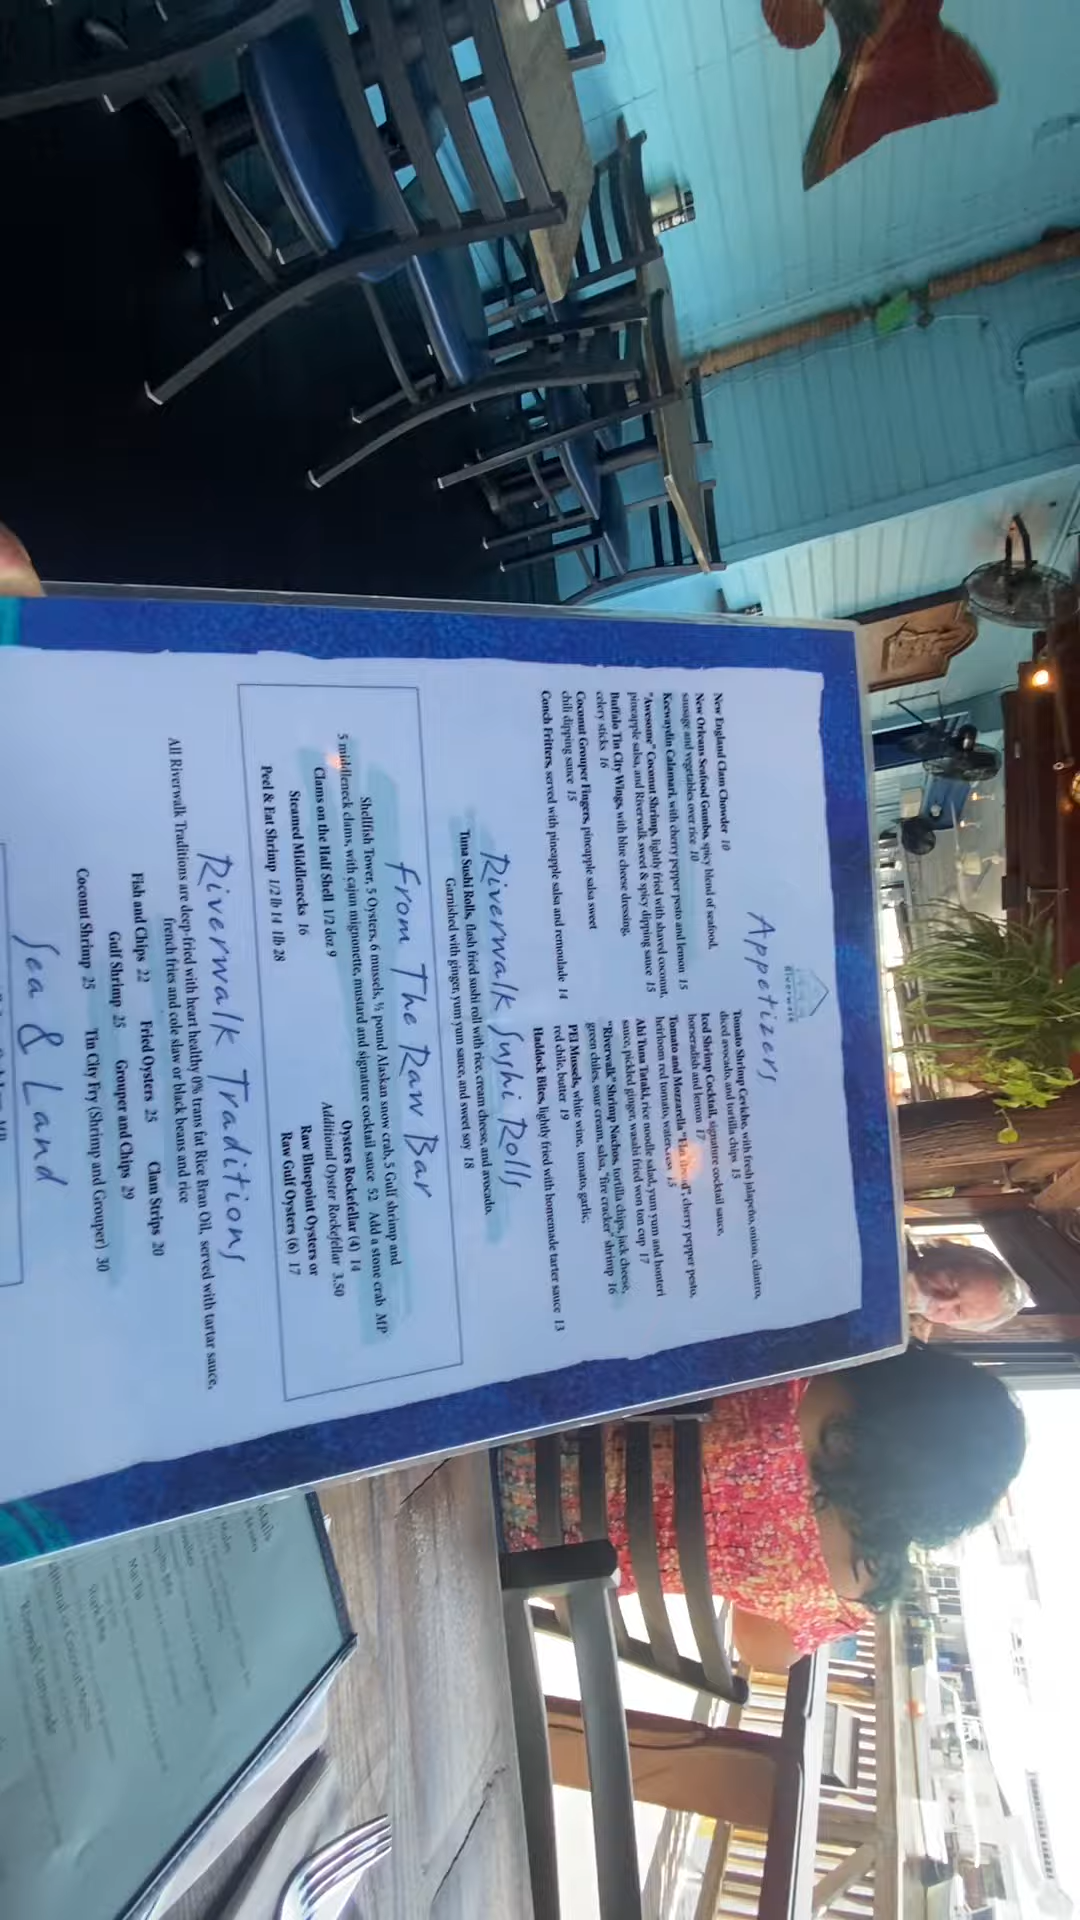 Riverwalk
Appetizers
New England Clam Chowder 10
New Orleans Seafood Gumbo, spicy blend of seafood,
sausage and vegetables over rice 10
Keewaydin Calamari, with cherry pepper pesto and lemon 15
"Awesome" Coconut Shrimp, lightly fried with shaved coconut,
pineapple salsa, and Riverwalk sweet & spicy dipping sauce 15
Buffalo Tin City Wings, with blue cheese dressing,
celery sticks 16
Coconut Grouper Fingers, pineapple salsa sweet
chili dipping sauce 15
Conch Fritters, served with pineapple salsa and remoulade 14
Tomato Shrimp Ceviche, with fresh jalapeño, onion, cilantro,
diced avocado, and tortilla chips 15
Iced Shrimp Cocktail, signature cocktail sauce,
horseradish and lemon 17
Tomato and Mozzarella "Flat Bread", cherry pepper pesto,
heirloom red tomato, watercress 15
Ahi Tuna Tataki, rice noodle salad, yum yum and honteri
sauce, pickled ginger, wasabi fried won ton cup 17
"Riverwalk" Shrimp Nachos, tortilla chips, jack cheese,
green chiles, sour cream, salsa, "fire cracker" shrimp 16
PEI Mussels, white wine, tomato, garlic,
red chile, butter 19
Haddock Bites, lightly fried with homemade tarter sauce 13
Riverwalk Sushi Rolls
Tuna Sushi Rolls, flash fried sushi roll with rice, cream cheese, and avocado.
Garnished with ginger, yum yum sauce, and sweet soy 18
From The Raw Bar
Shellfish Tower, 5 Oysters, 6 mussels, ½ pound Alaskan snow crab, 5 Gulf shrimp and
5 middleneck clams, with cajun mignonette, mustard and signature cocktail sauce 52 Add a stone crab MP
Clams on the Half Shell 1/2 doz 9
Steamed Middlenecks 16
Peel & Eat Shrimp 1/2 lb 14 1lb 28
Oysters Rockefellar (4) 14
Additional Oyster Rockefellar 3.50
Raw Bluepoint Oysters or
Raw Gulf Oysters (6) 17
Riverwalk Traditions
All Riverwalk Traditions are deep-fried with heart healthy 0% trans fat Rice Bran Oil, served with tartar sauce,
french fries and cole slaw or black beans and rice
Fish and Chips 22 Fried Oysters 25 Clam Strips 20
Gulf Shrimp 25 Grouper and Chips 29
Coconut Shrimp 25 Tin City Fry (Shrimp and Grouper) 30
Sea & Land
Mai Tai